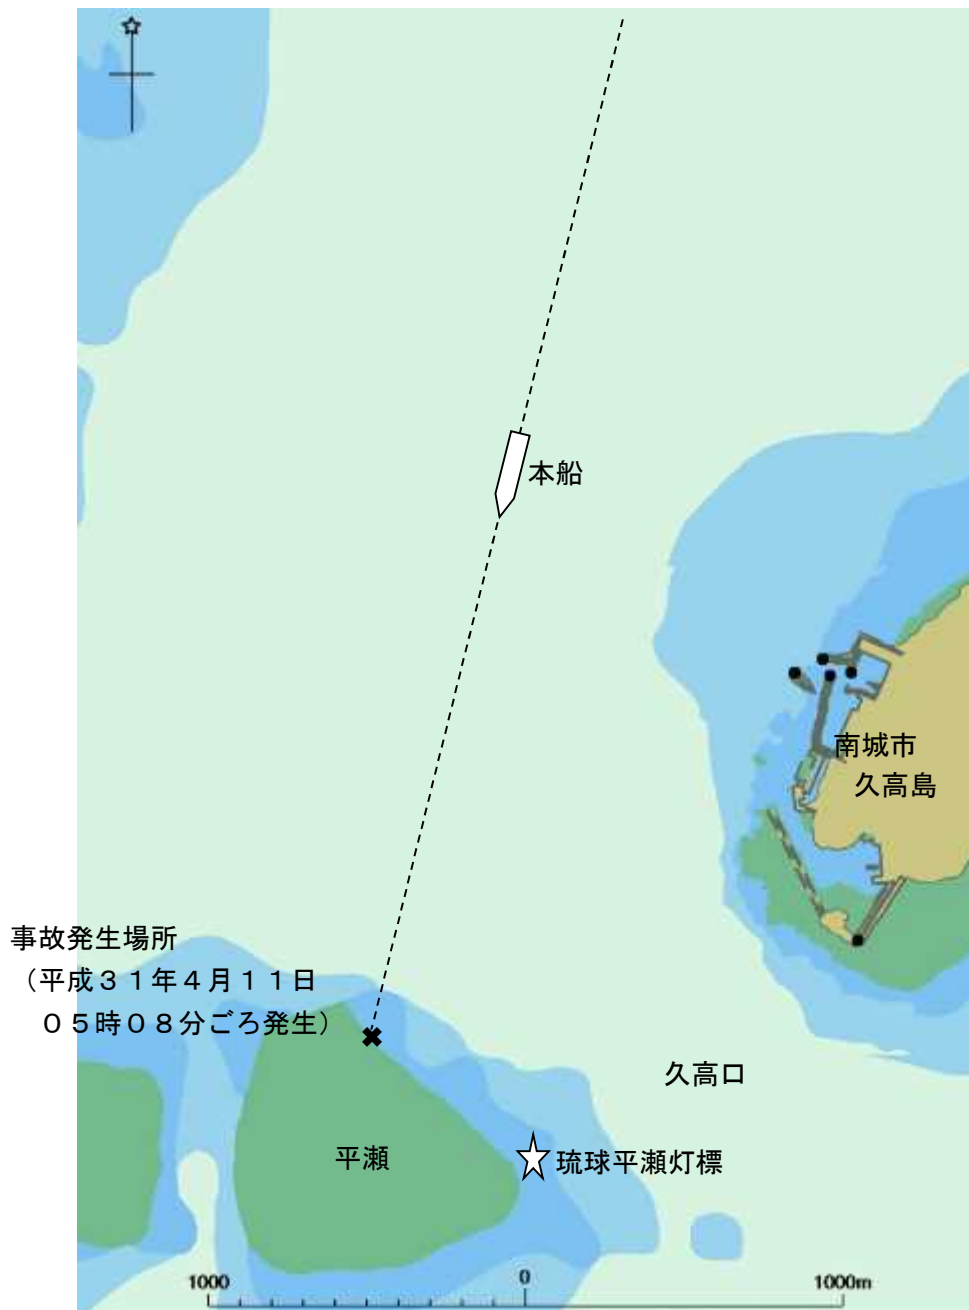 本船
南城市
久高島
事故発生場所
（平成３１年４月１１日
０５時０８分ごろ発生）
久高口
平瀬
琉球平瀬灯標
1000 0 1000m